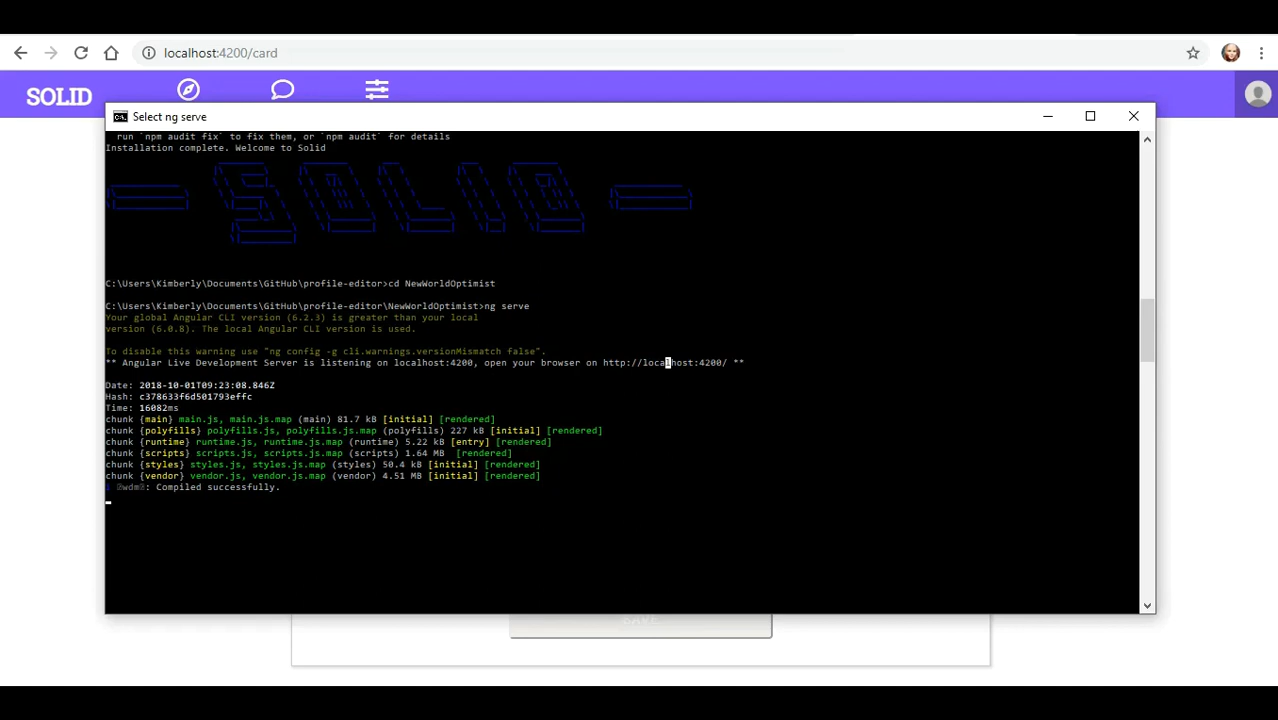 localhost:4200/card
SOLID
Select ng serve
run `npm audit fix` to fix them, or `npm audit` for details
Installation complete. Welcome to Solid
SOLID
C:\Users\Kimberly\Documents\GitHub\profile-editor>cd NewWorldOptimist
C:\Users\Kimberly\Documents\GitHub\profile-editor\NewWorldOptimist>ng serve
Your global Angular CLI version (6.2.3) is greater than your local
version (6.0.8). The local Angular CLI version is used.
To disable this warning use "ng config -g cli.warnings.versionMismatch false".
** Angular Live Development Server is listening on localhost:4200, open your browser on http://localhost:4200/ **
Date: 2018-10-01T09:23:08.846Z
Hash: c378633f6d501793effc
Time: 16082ms
chunk {main} main.js, main.js.map (main) 81.7 kB [initial] [rendered]
chunk {polyfills} polyfills.js, polyfills.js.map (polyfills) 227 kB [initial] [rendered]
chunk {runtime} runtime.js, runtime.js.map (runtime) 5.22 kB [entry] [rendered]
chunk {scripts} scripts.js, scripts.js.map (scripts) 1.64 MB [rendered]
chunk {styles} styles.js, styles.js.map (styles) 50.4 kB [initial] [rendered]
chunk {vendor} vendor.js, vendor.js.map (vendor) 4.51 MB [initial] [rendered]
i ｢wdm｣: Compiled successfully.
SAVE